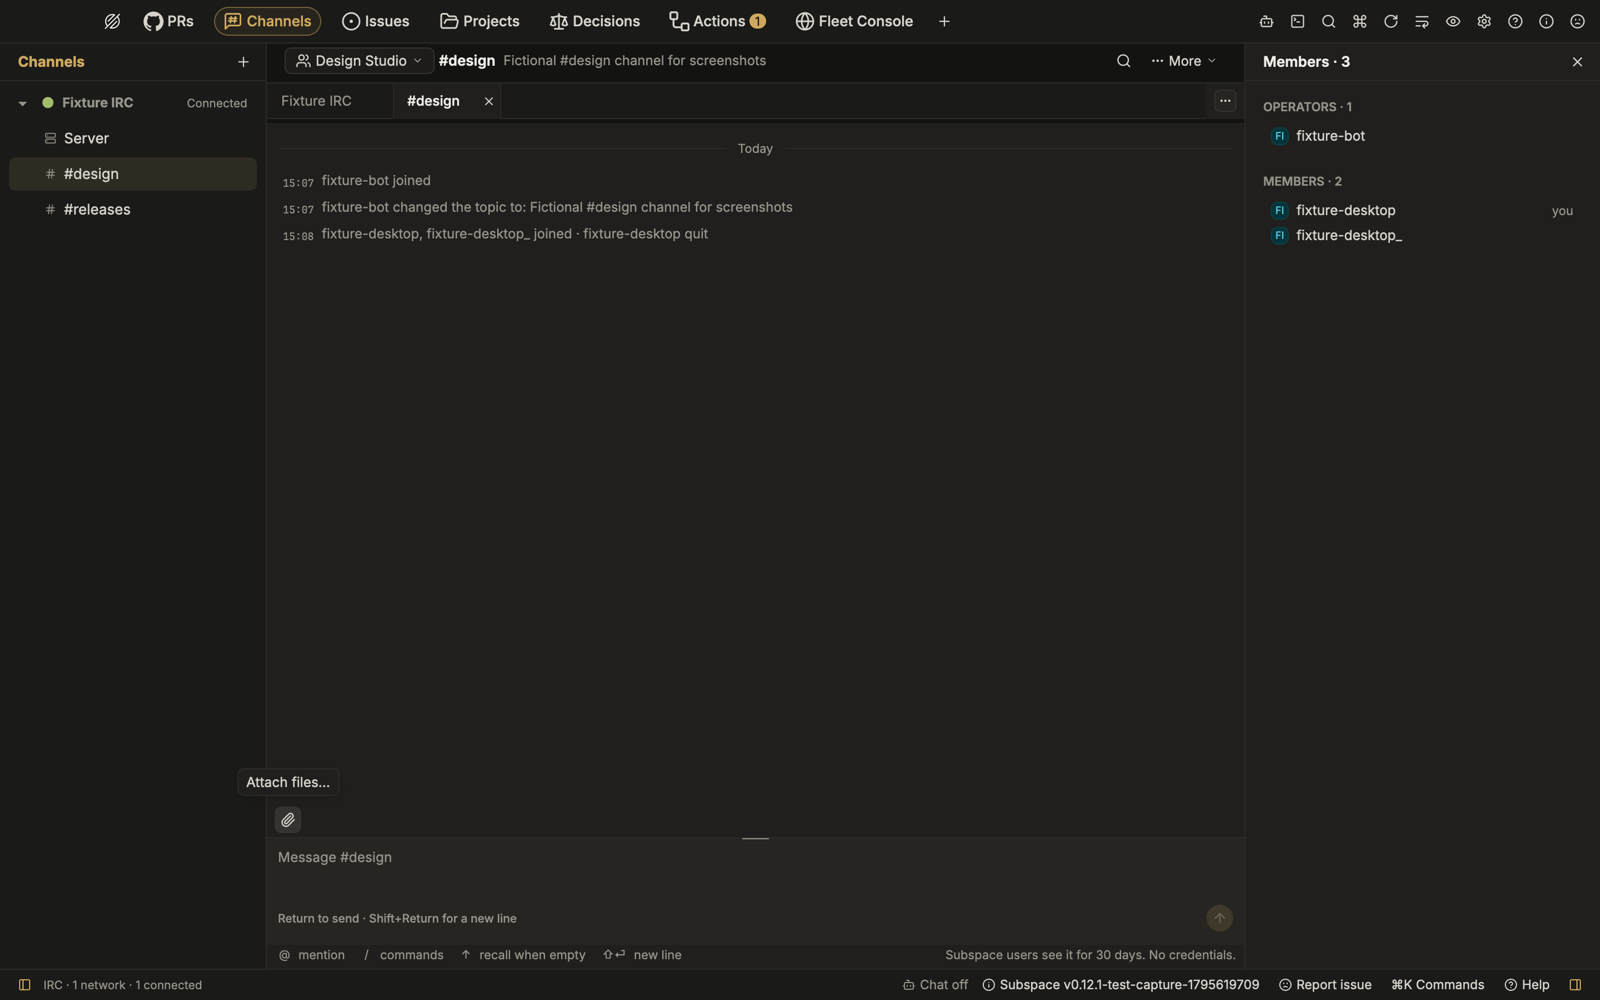 PRs Channels Issues Projects Decisions Actions 1 Fleet Console
Channels
Fixture IRC Connected
Server
# #design
# #releases
Design Studio #design Fictional #design channel for screenshots
More
Fixture IRC #design
Today
15:07 fixture-bot joined
15:07 fixture-bot changed the topic to: Fictional #design channel for screenshots
15:08 fixture-desktop, fixture-desktop_ joined · fixture-desktop quit
Attach files...
Message #design
Return to send · Shift+Return for a new line
@ mention / commands ↑ recall when empty ⇧↵ new line
Subspace users see it for 30 days. No credentials.
Members · 3
OPERATORS · 1
FI fixture-bot
MEMBERS · 2
FI fixture-desktop you
FI fixture-desktop_
IRC · 1 network · 1 connected
Chat off Subspace v0.12.1-test-capture-1795619709 Report issue ⌘K Commands Help